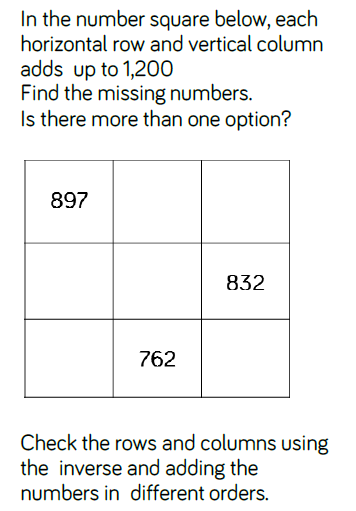 In the number square below, each
horizontal row and vertical column
adds up to 1,200
Find the missing numbers.
Is there more than one option?
897
832
762
Check the rows and columns using
the inverse and adding the
numbers in different orders.